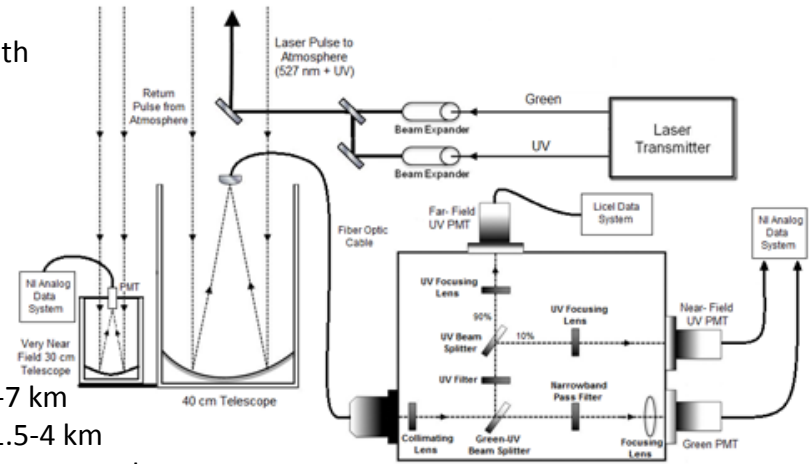 th
Laser Pulse to
Atmosphere
(527 nm + UV)
Return
Pulse from
Atmosphere
Green
Beam Expander
UV
Beam Expander
Laser
Transmitter
Far- Field
UV PMT
Licel Data
System
NI Analog
Data
System
Fiber Optic
Cable
NI Analog
Data
System
PMT
UV Focusing
Lens
90%
UV Focusing
Lens
Near- Field
UV PMT
UV Beam
Splitter
10%
Very Near
Field 30 cm
Telescope
UV Filter
Narrowband
Pass Filter
40 cm Telescope
-7 km
1.5-4 km
Collimating
Lens
Green-UV
Beam Splitter
Focusing
Lens
Green PMT